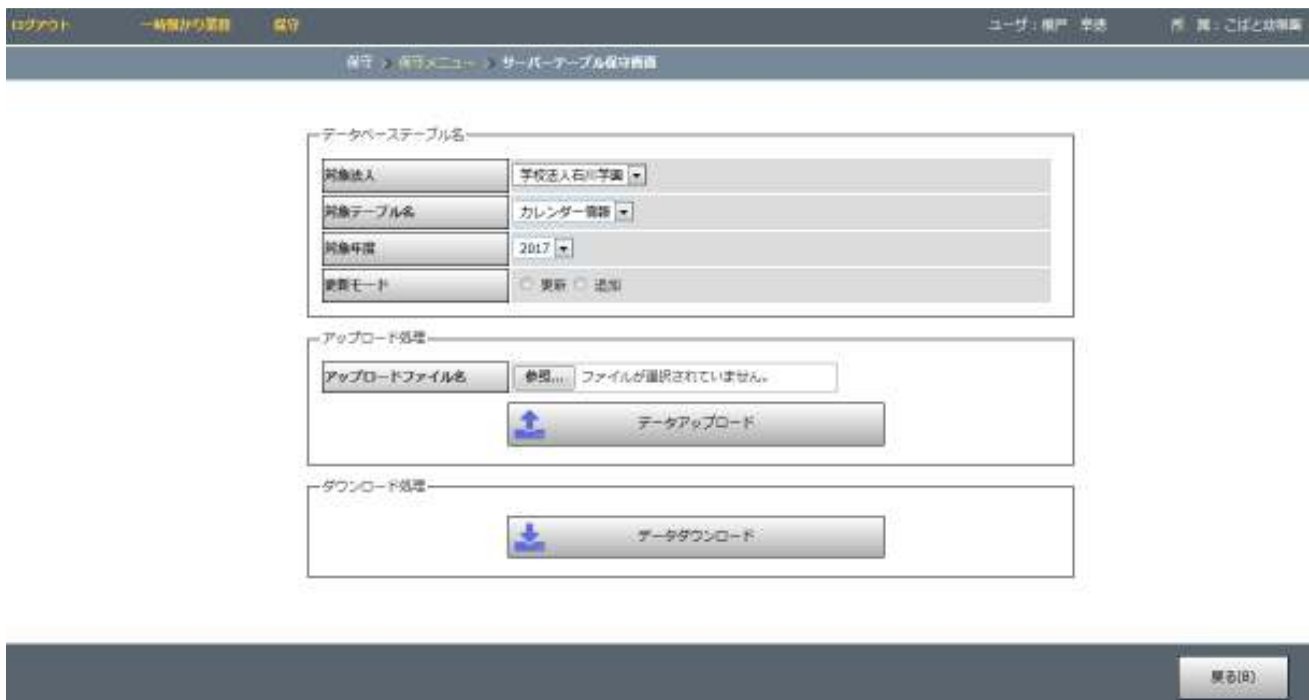 ログアウト 一時預かり業務 保守 ユーザ：榎戸 所 属：こばと幼稚園
保守 > 保守メニュー > サーバーテーブル保守画面
データベーステーブル名
対象法人 学校法人石川学園
対象テーブル名 カレンダー情報
対象年度 2017
更新モード 更新 追加
アップロード処理
アップロードファイル名 参照... ファイルが選択されていません。
データアップロード
ダウンロード処理
データダウンロード
戻る(B)